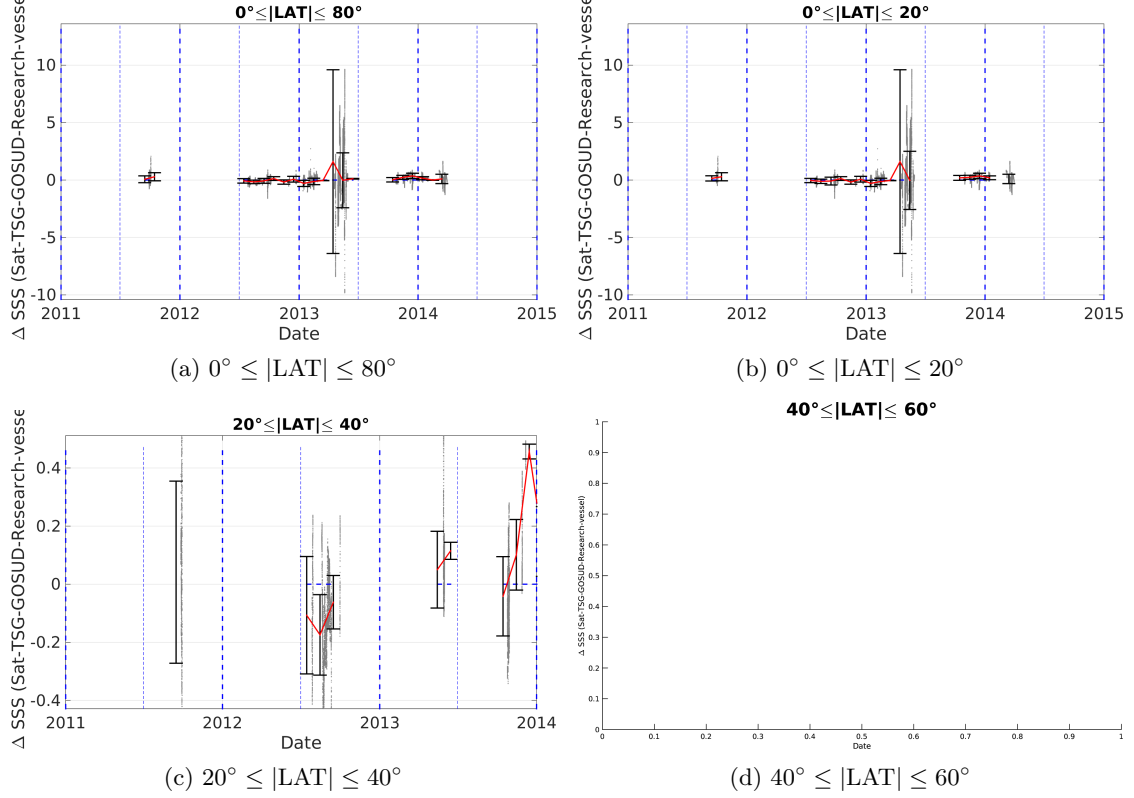 0°≤|LAT|≤ 80°
Δ SSS (Sat-TSG-GOSUD-Research-vesse
10
5
0
-5
-10
2011 2012 2013 2014 2015
Date
(a) 0° ≤ |LAT| ≤ 80°
0°≤|LAT|≤ 20°
Δ SSS (Sat-TSG-GOSUD-Research-vesse
10
5
0
-5
-10
2011 2012 2013 2014 2015
Date
(b) 0° ≤ |LAT| ≤ 20°
20°≤|LAT|≤ 40°
Δ SSS (Sat-TSG-GOSUD-Research-vesse
0.4
0.2
0
-0.2
-0.4
2011 2012 2013 2014
Date
(c) 20° ≤ |LAT| ≤ 40°
40°≤|LAT|≤ 60°
Δ SSS (Sat-TSG-GOSUD-Research-vessel)
1
0.9
0.8
0.7
0.6
0.5
0.4
0.3
0.2
0.1
0
0 0.1 0.2 0.3 0.4 0.5 0.6 0.7 0.8 0.9 1
Date
(d) 40° ≤ |LAT| ≤ 60°